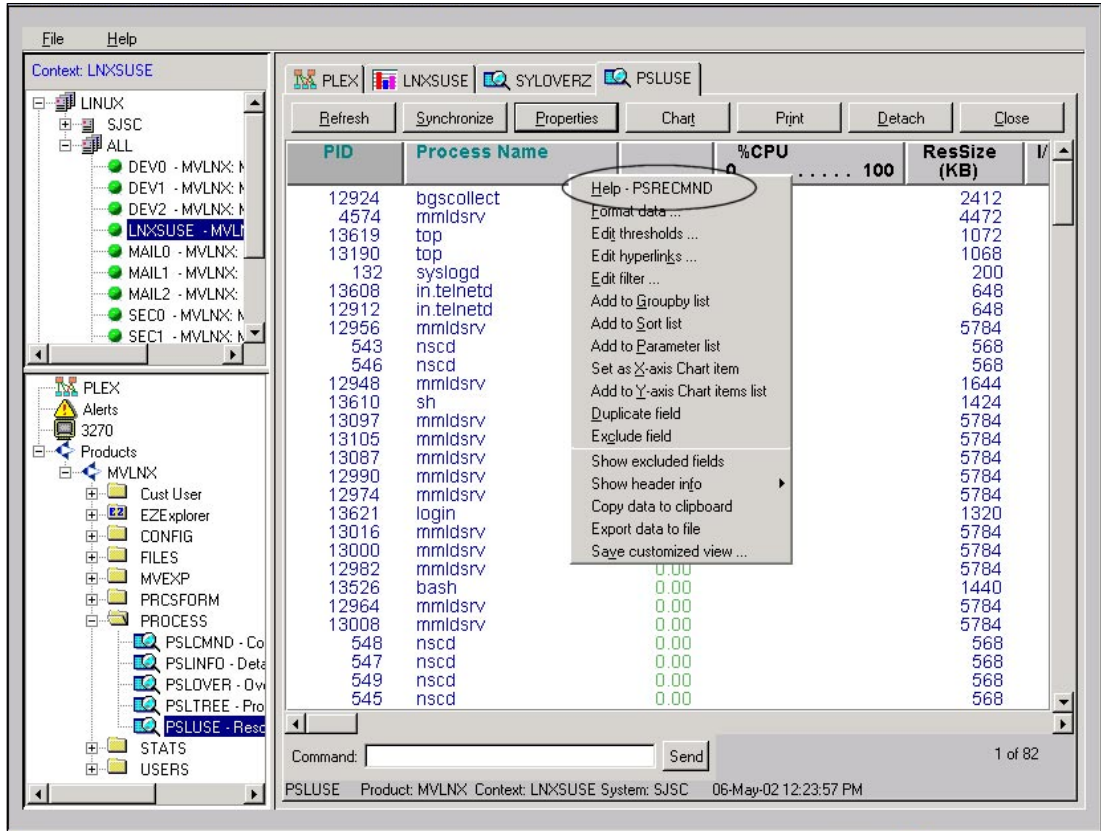 File Help
Context: LNXSUSE
LINUX
SJSC
ALL
DEV0 - MVLNX:
DEV1 - MVLNX:
DEV2 - MVLNX:
LNXSUSE - MVLN
MAIL0 - MVLNX:
MAIL1 - MVLNX:
MAIL2 - MVLNX:
SEC0 - MVLNX:
SEC1 - MVLNX:
PLEX
Alerts
3270
Products
MVLNX
Cust User
EZ EZExplorer
CONFIG
FILES
MVEXP
PRCSFORM
PROCESS
PSLCMND - Co
PSLINFO - Deta
PSLOVER - Ove
PSLTREE - Pro
PSLUSE - Reso
STATS
USERS
PLEX LNXSUSE SYLOVERZ PSLUSE
Refresh Synchronize Properties Chart Print Detach Close
PID Process Name %CPU ResSize I/
0 ..... 100 (KB)
12924 bgscollect 2412
4574 mmldsrv 4472
13619 top 1072
13190 top 1068
132 syslogd 200
13608 in.telnetd 648
12912 in.telnetd 648
12956 mmldsrv 5784
543 nscd 568
546 nscd 568
12948 mmldsrv 1644
13610 sh 1424
13097 mmldsrv 5784
13105 mmldsrv 5784
13087 mmldsrv 5784
12990 mmldsrv 5784
12974 mmldsrv 5784
13621 login 1320
13016 mmldsrv 5784
13000 mmldsrv 5784
12982 mmldsrv 0.00 5784
13526 bash 0.00 1440
12964 mmldsrv 0.00 5784
13008 mmldsrv 0.00 5784
548 nscd 0.00 568
547 nscd 0.00 568
549 nscd 0.00 568
545 nscd 0.00 568
Help - PSRECMND
Format data ...
Edit thresholds ...
Edit hyperlinks ...
Edit filter ...
Add to Groupby list
Add to Sort list
Add to Parameter list
Set as X-axis Chart item
Add to Y-axis Chart items list
Duplicate field
Exclude field
Show excluded fields
Show header info
Copy data to clipboard
Export data to file
Save customized view ...
Command: Send 1 of 82
PSLUSE Product: MVLNX Context: LNXSUSE System: SJSC 06-May-02 12:23:57 PM